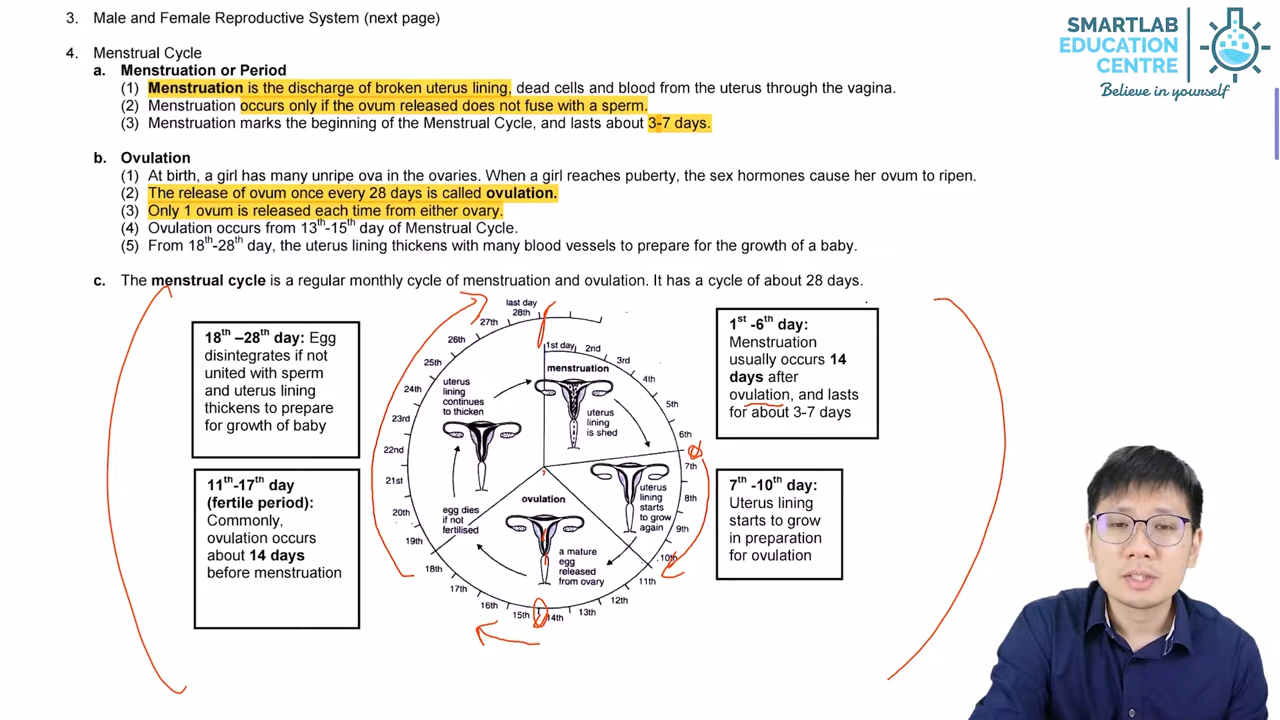 3. Male and Female Reproductive System (next page)
SMARTLAB
EDUCATION
CENTRE
Believe in yourself
4. Menstrual Cycle
a. Menstruation or Period
(1) Menstruation is the discharge of broken uterus lining, dead cells and blood from the uterus through the vagina.
(2) Menstruation occurs only if the ovum released does not fuse with a sperm.
(3) Menstruation marks the beginning of the Menstrual Cycle, and lasts about 3-7 days.
b. Ovulation
(1) At birth, a girl has many unripe ova in the ovaries. When a girl reaches puberty, the sex hormones cause her ovum to ripen.
(2) The release of ovum once every 28 days is called ovulation.
(3) Only 1 ovum is released each time from either ovary.
(4) Ovulation occurs from 13th-15th day of Menstrual Cycle.
(5) From 18th-28th day, the uterus lining thickens with many blood vessels to prepare for the growth of a baby.
c. The menstrual cycle is a regular monthly cycle of menstruation and ovulation. It has a cycle of about 28 days.
18th –28th day: Egg
disintegrates if not
united with sperm
and uterus lining
thickens to prepare
for growth of baby
11th-17th day
(fertile period):
Commonly,
ovulation occurs
about 14 days
before menstruation
last day
28th
1st day
2nd
3rd
4th
5th
6th
7th
8th
9th
10th
11th
12th
13th
14th
15th
16th
17th
18th
19th
20th
21st
22nd
23rd
24th
25th
26th
27th
menstruation
uterus
lining
is shed
uterus
lining
starts
to grow
again
ovulation
a mature
egg
released
from ovary
egg dies
if not
fertilised
uterus
lining
continues
to thicken
1st -6th day:
Menstruation
usually occurs 14
days after
ovulation, and lasts
for about 3-7 days
7th -10th day:
Uterus lining
starts to grow
in preparation
for ovulation